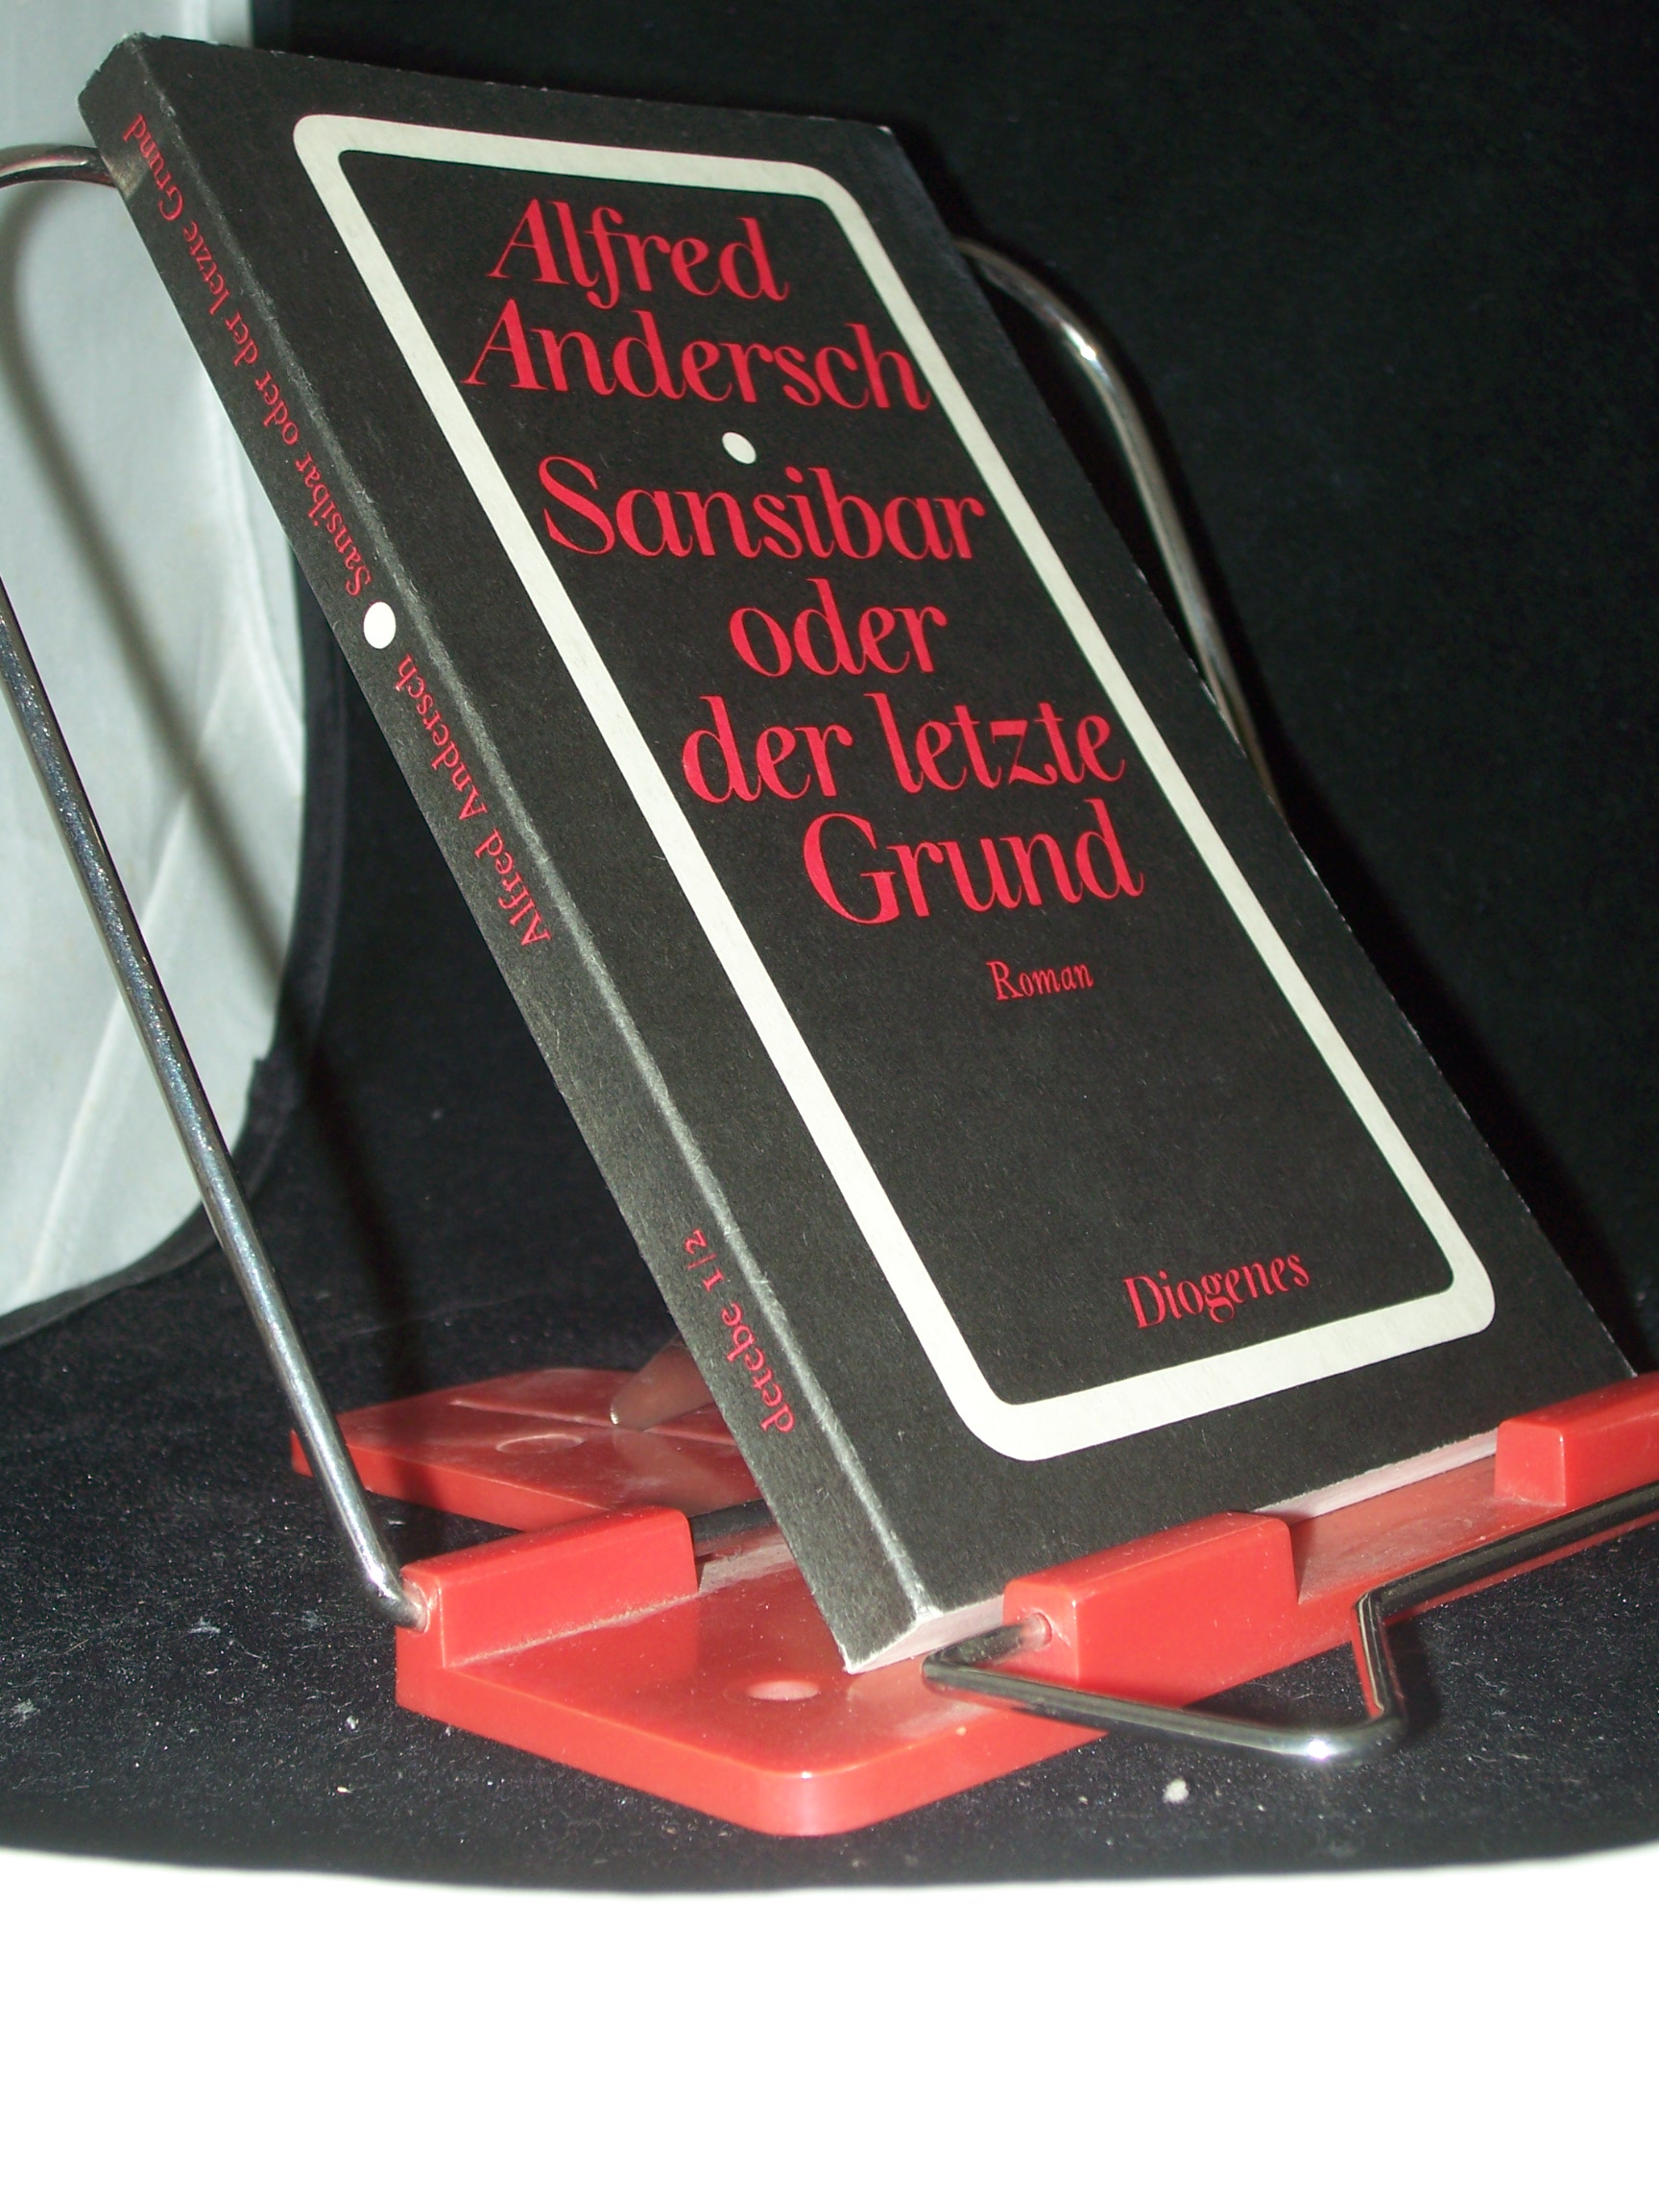 Alfred
Andersch
Sansibar
oder
der letzte
Grund
Roman
Diogenes
detebe 1/2 Alfred Andersch Sansibar oder der letzte Grund